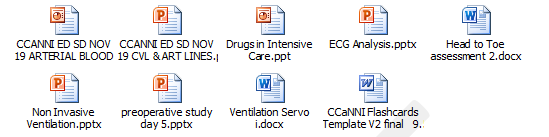 CCANNI ED SD NOV
19 ARTERIAL BLOOD
CCANNI ED SD NOV
19 CVL & ART LINES.p
Drugs in Intensive
Care.ppt
ECG Analysis.pptx
Head to Toe
assessment 2.docx
Non Invasive
Ventilation.pptx
preoperative study
day 5.pptx
Ventilation Servo
i.docx
CCaNNI Flashcards
Template V2 final 9.